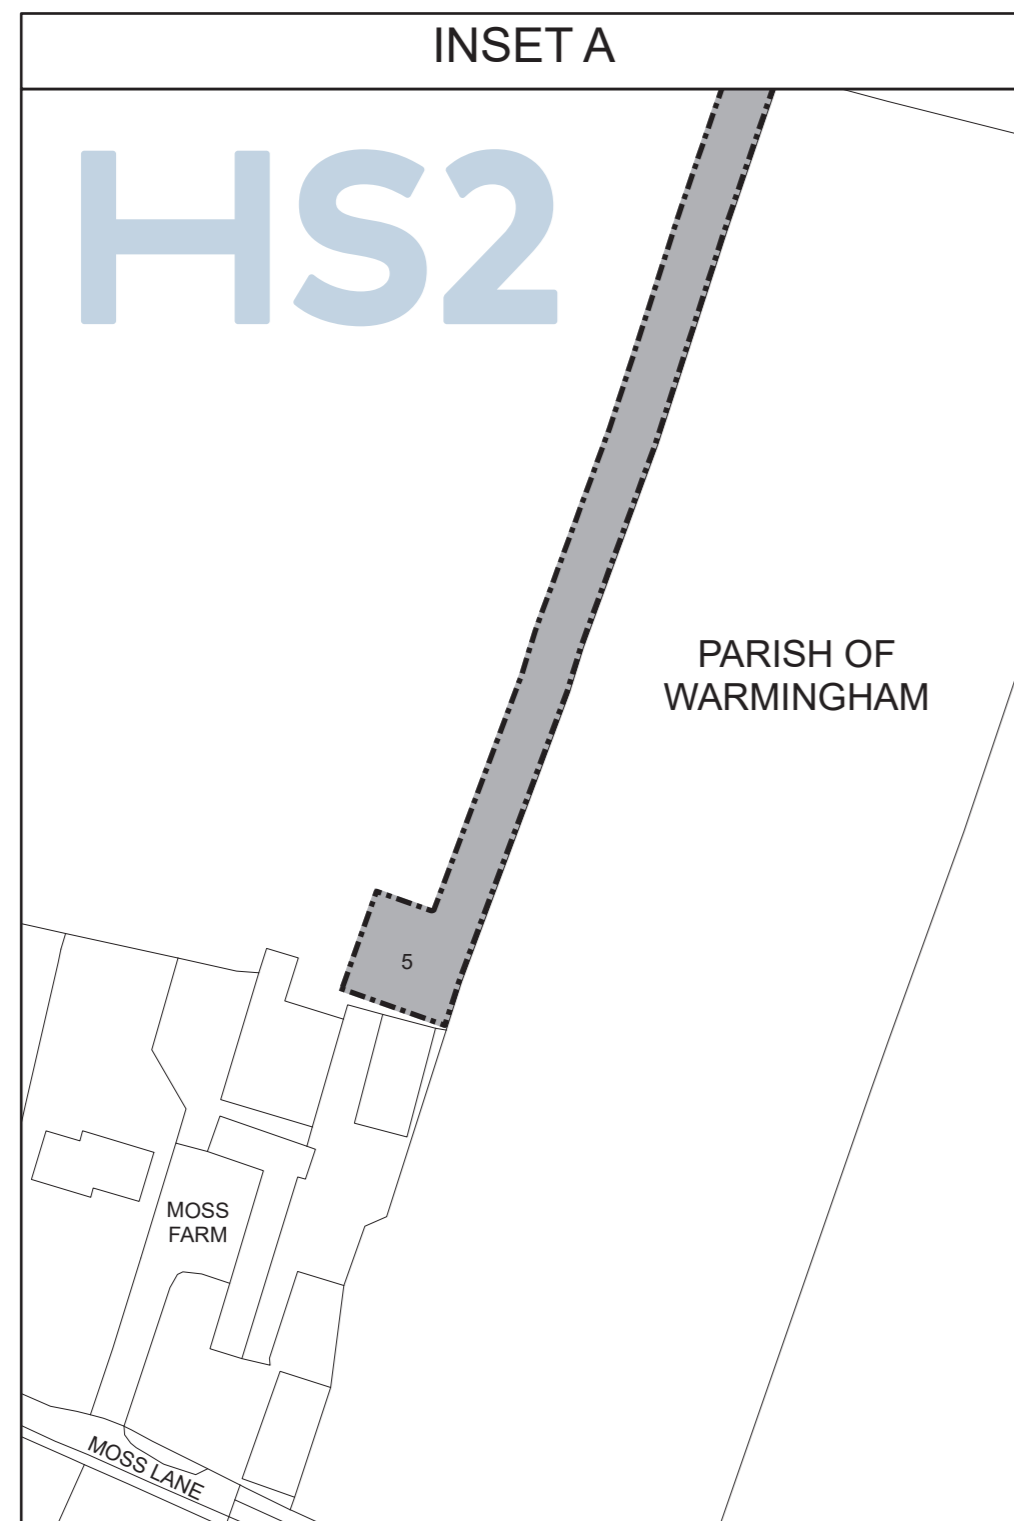 INSET A
HS2
PARISH OF
WARMINGHAM
5
MOSS
FARM
MOSS LANE